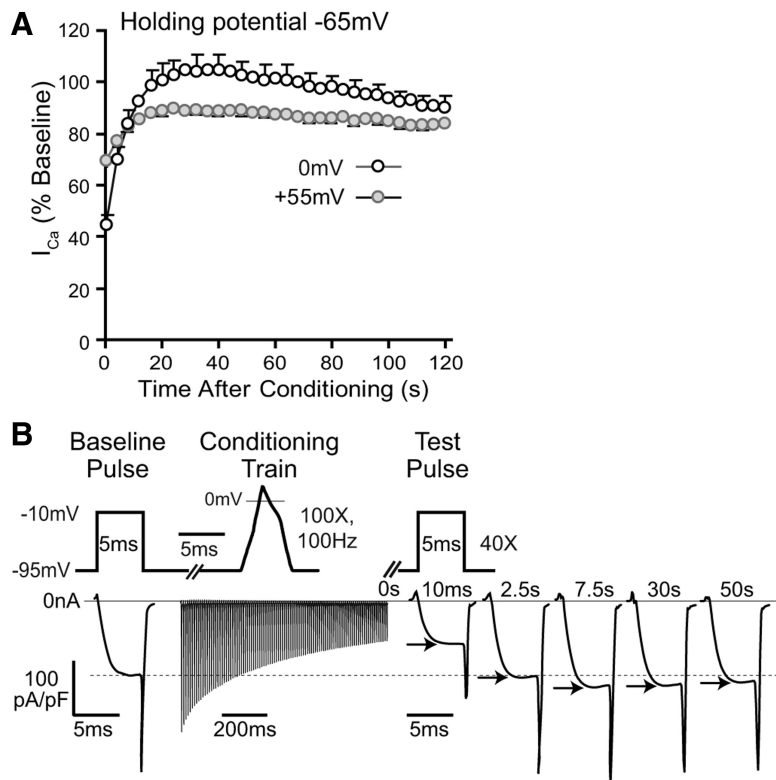 A
Holding potential -65mV
120
100
80
60
40
20
0
I_Ca (% Baseline)
0mV
+55mV
0 20 40 60 80 100 120
Time After Conditioning (s)
B
Baseline Pulse
Conditioning Train
Test Pulse
0mV
100X, 100Hz
-10mV
5ms
5ms
5ms
40X
-95mV
0s 10ms 2.5s 7.5s 30s 50s
0nA
100 pA/pF
5ms
200ms
5ms